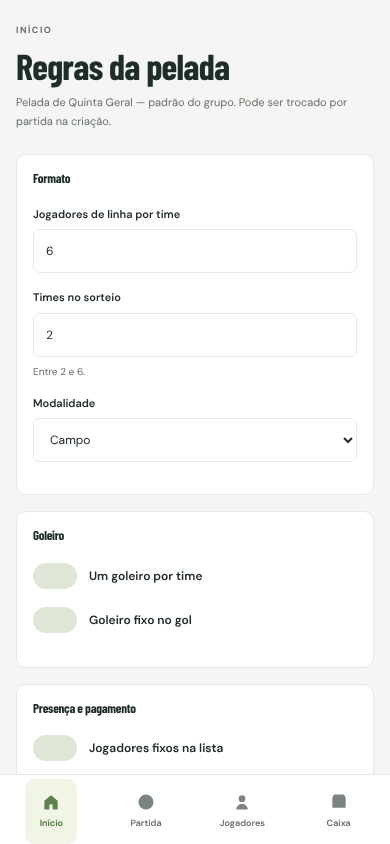 INÍCIO
Regras da pelada
Pelada de Quinta Geral — padrão do grupo. Pode ser trocado por
partida na criação.
Formato
Jogadores de linha por time
6
Times no sorteio
2
Entre 2 e 6.
Modalidade
Campo
Goleiro
Um goleiro por time
Goleiro fixo no gol
Presença e pagamento
Jogadores fixos na lista
Início
Partida
Jogadores
Caixa